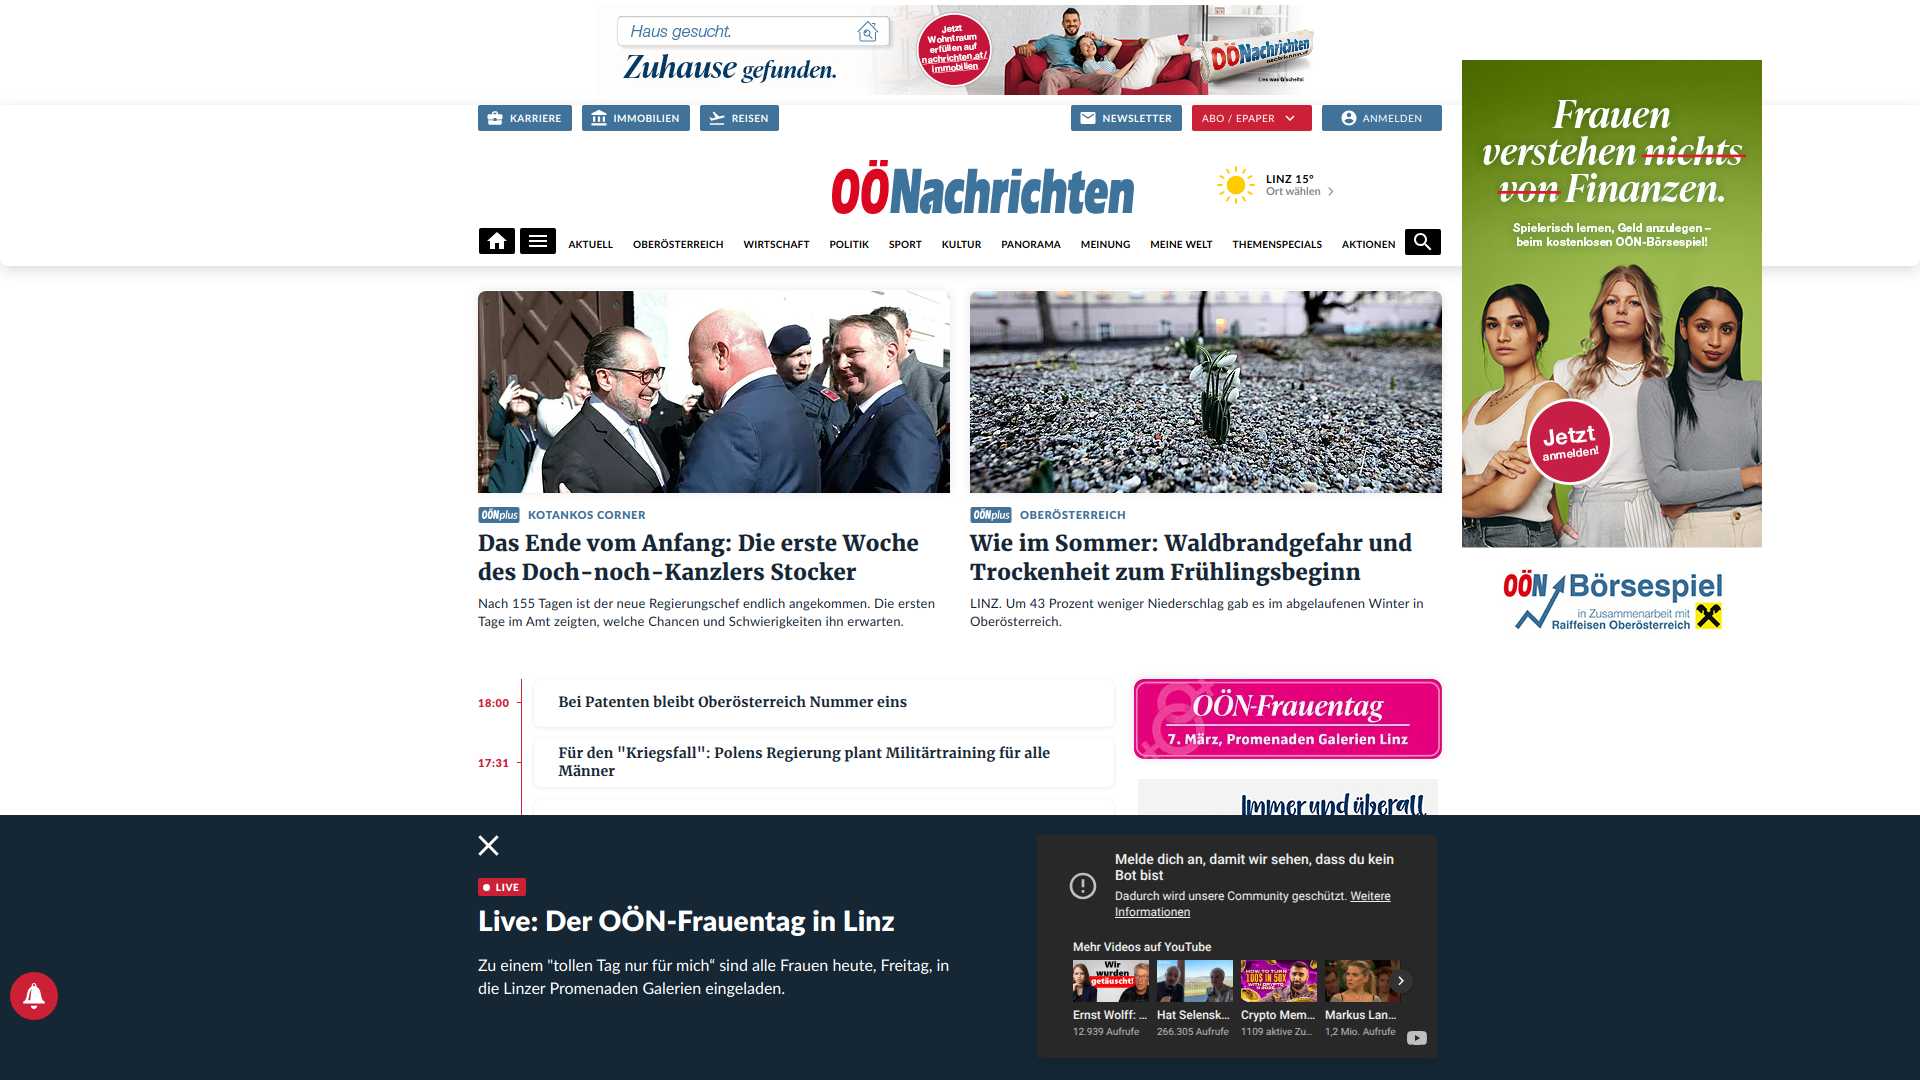 Haus gesucht.
Zuhause gefunden.
Jetzt
Wohntraum
erfüllen auf
nachrichten.at/
immobilien
OÖNachrichten
Lies was G'scheits!
KARRIERE
IMMOBILIEN
REISEN
NEWSLETTER
ABO / EPAPER
ANMELDEN
OÖNachrichten
LINZ 15°
Ort wählen
AKTUELL
OBERÖSTERREICH
WIRTSCHAFT
POLITIK
SPORT
KULTUR
PANORAMA
MEINUNG
MEINE WELT
THEMENSPECIALS
AKTIONEN
Frauen
verstehen nichts
von Finanzen.
Spielerisch lernen, Geld anzulegen –
beim kostenlosen OÖN-Börsespiel!
Jetzt
anmelden!
OÖN Börsespiel
in Zusammenarbeit mit
Raiffeisen Oberösterreich
OÖNplus KOTANKOS CORNER
Das Ende vom Anfang: Die erste Woche
des Doch-noch-Kanzlers Stocker
Nach 155 Tagen ist der neue Regierungschef endlich angekommen. Die ersten
Tage im Amt zeigten, welche Chancen und Schwierigkeiten ihn erwarten.
OÖNplus OBERÖSTERREICH
Wie im Sommer: Waldbrandgefahr und
Trockenheit zum Frühlingsbeginn
LINZ. Um 43 Prozent weniger Niederschlag gab es im abgelaufenen Winter in
Oberösterreich.
18:00
Bei Patenten bleibt Oberösterreich Nummer eins
17:31
Für den "Kriegsfall": Polens Regierung plant Militärtraining für alle
Männer
OÖN-Frauentag
7. März, Promenaden Galerien Linz
Immer und überall
LIVE
Live: Der OÖN-Frauentag in Linz
Zu einem "tollen Tag nur für mich“ sind alle Frauen heute, Freitag, in
die Linzer Promenaden Galerien eingeladen.
Melde dich an, damit wir sehen, dass du kein
Bot bist
Dadurch wird unsere Community geschützt. Weitere
Informationen
Mehr Videos auf YouTube
Wir
wurden
getäuscht!
HOW TO TURN
100$ IN 50X
WITH CRYPTO
Ernst Wolff: ...
12.939 Aufrufe
Hat Selensk...
266.305 Aufrufe
Crypto Mem...
1109 aktive Zu...
Markus Lan...
1,2 Mio. Aufrufe